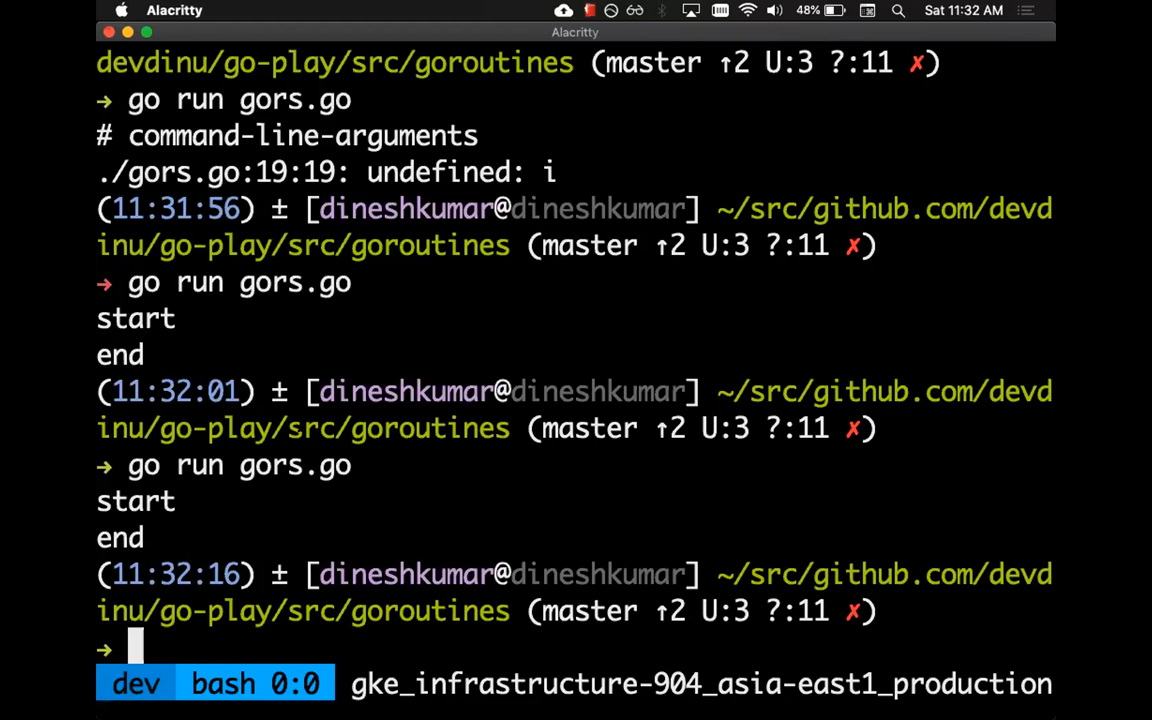 Alacritty 48% Sat 11:32 AM
Alacritty
devdinu/go-play/src/goroutines (master ↑2 U:3 ?:11 ✗)
→ go run gors.go
# command-line-arguments
./gors.go:19:19: undefined: i
(11:31:56) ± [dineshkumar@dineshkumar] ~/src/github.com/devd
inu/go-play/src/goroutines (master ↑2 U:3 ?:11 ✗)
→ go run gors.go
start
end
(11:32:01) ± [dineshkumar@dineshkumar] ~/src/github.com/devd
inu/go-play/src/goroutines (master ↑2 U:3 ?:11 ✗)
→ go run gors.go
start
end
(11:32:16) ± [dineshkumar@dineshkumar] ~/src/github.com/devd
inu/go-play/src/goroutines (master ↑2 U:3 ?:11 ✗)
→
dev bash 0:0 gke_infrastructure-904_asia-east1_production